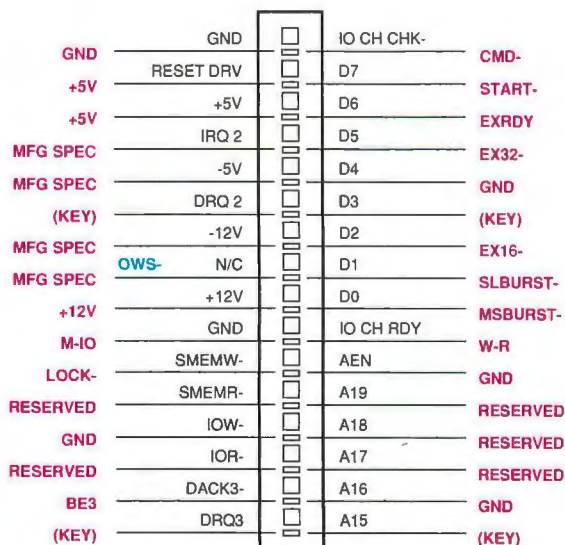 GND IO CH CHK-
GND CMD-
RESET DRV D7
+5V START-
+5V D6
+5V EXRDY
IRQ 2 D5
MFG SPEC EX32-
-5V D4
MFG SPEC GND
DRQ 2 D3
(KEY) (KEY)
-12V D2
MFG SPEC EX16-
OWS- N/C D1
MFG SPEC SLBURST-
+12V D0
+12V MSBURST-
GND IO CH RDY
M-IO W-R
SMEMW- AEN
LOCK- GND
SMEMR- A19
RESERVED RESERVED
IOW- A18
GND RESERVED
IOR- A17
RESERVED RESERVED
DACK3- A16
BE3 GND
DRQ3 A15
(KEY) (KEY)